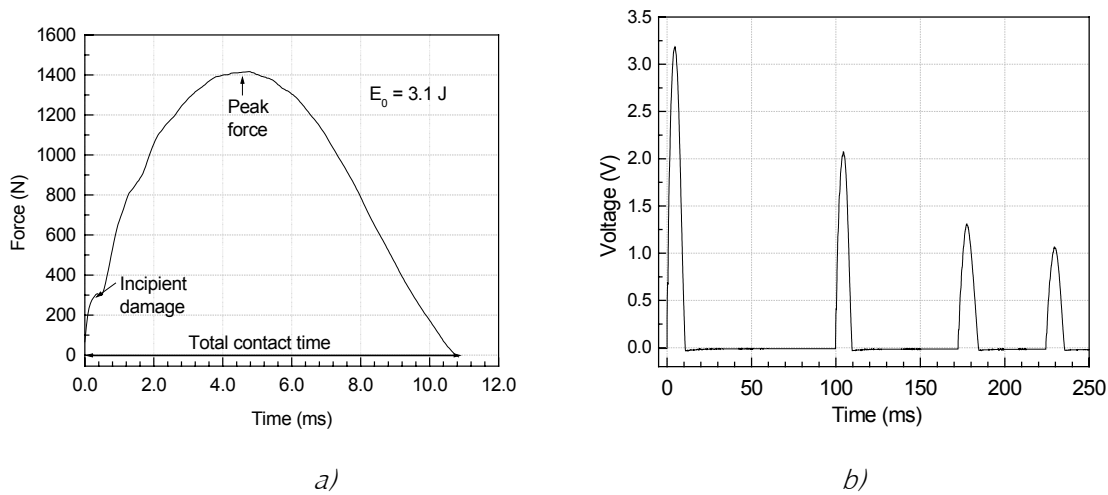 1600
1400
1200
1000
800
600
400
200
0
Force (N)
E0 = 3.1 J
Peak
force
Incipient
damage
Total contact time
0.0 2.0 4.0 6.0 8.0 10.0 12.0
Time (ms)
a)
3.5
3.0
2.5
2.0
1.5
1.0
0.5
0.0
Voltage (V)
0 50 100 150 200 250
Time (ms)
b)